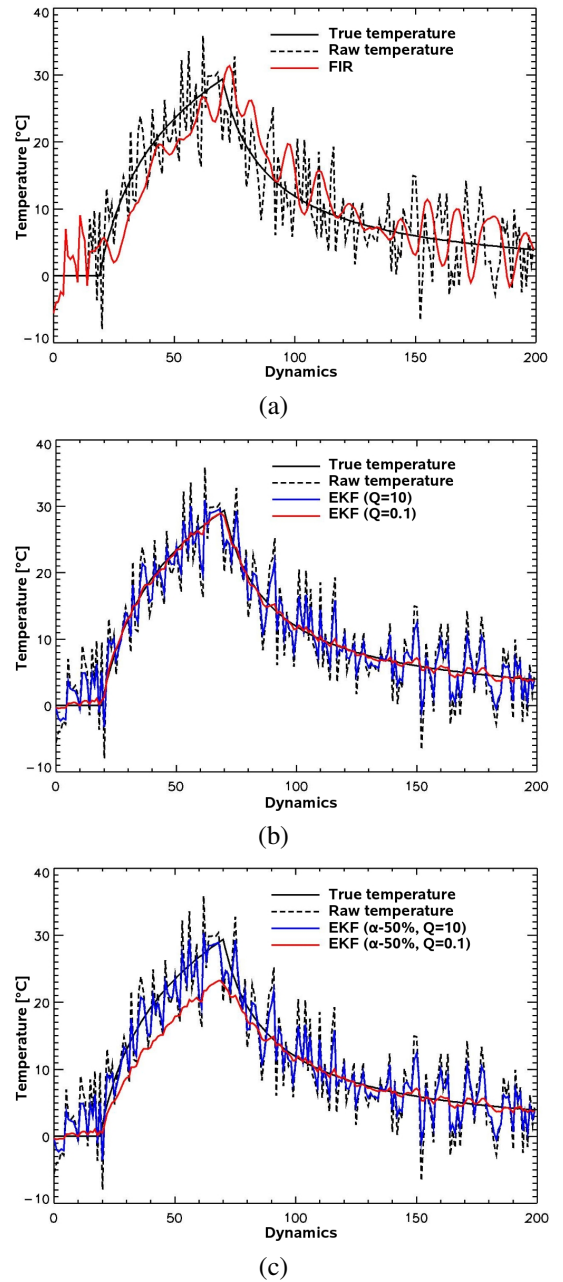 40
True temperature
Raw temperature
FIR
30
20
10
0
−10
Temperature [°C]
0 50 100 150 200
Dynamics
(a)
40
True temperature
Raw temperature
EKF (Q=10)
EKF (Q=0.1)
30
20
10
0
−10
Temperature [°C]
0 50 100 150 200
Dynamics
(b)
40
True temperature
Raw temperature
EKF (α-50%, Q=10)
EKF (α-50%, Q=0.1)
30
20
10
0
−10
Temperature [°C]
0 50 100 150 200
Dynamics
(c)